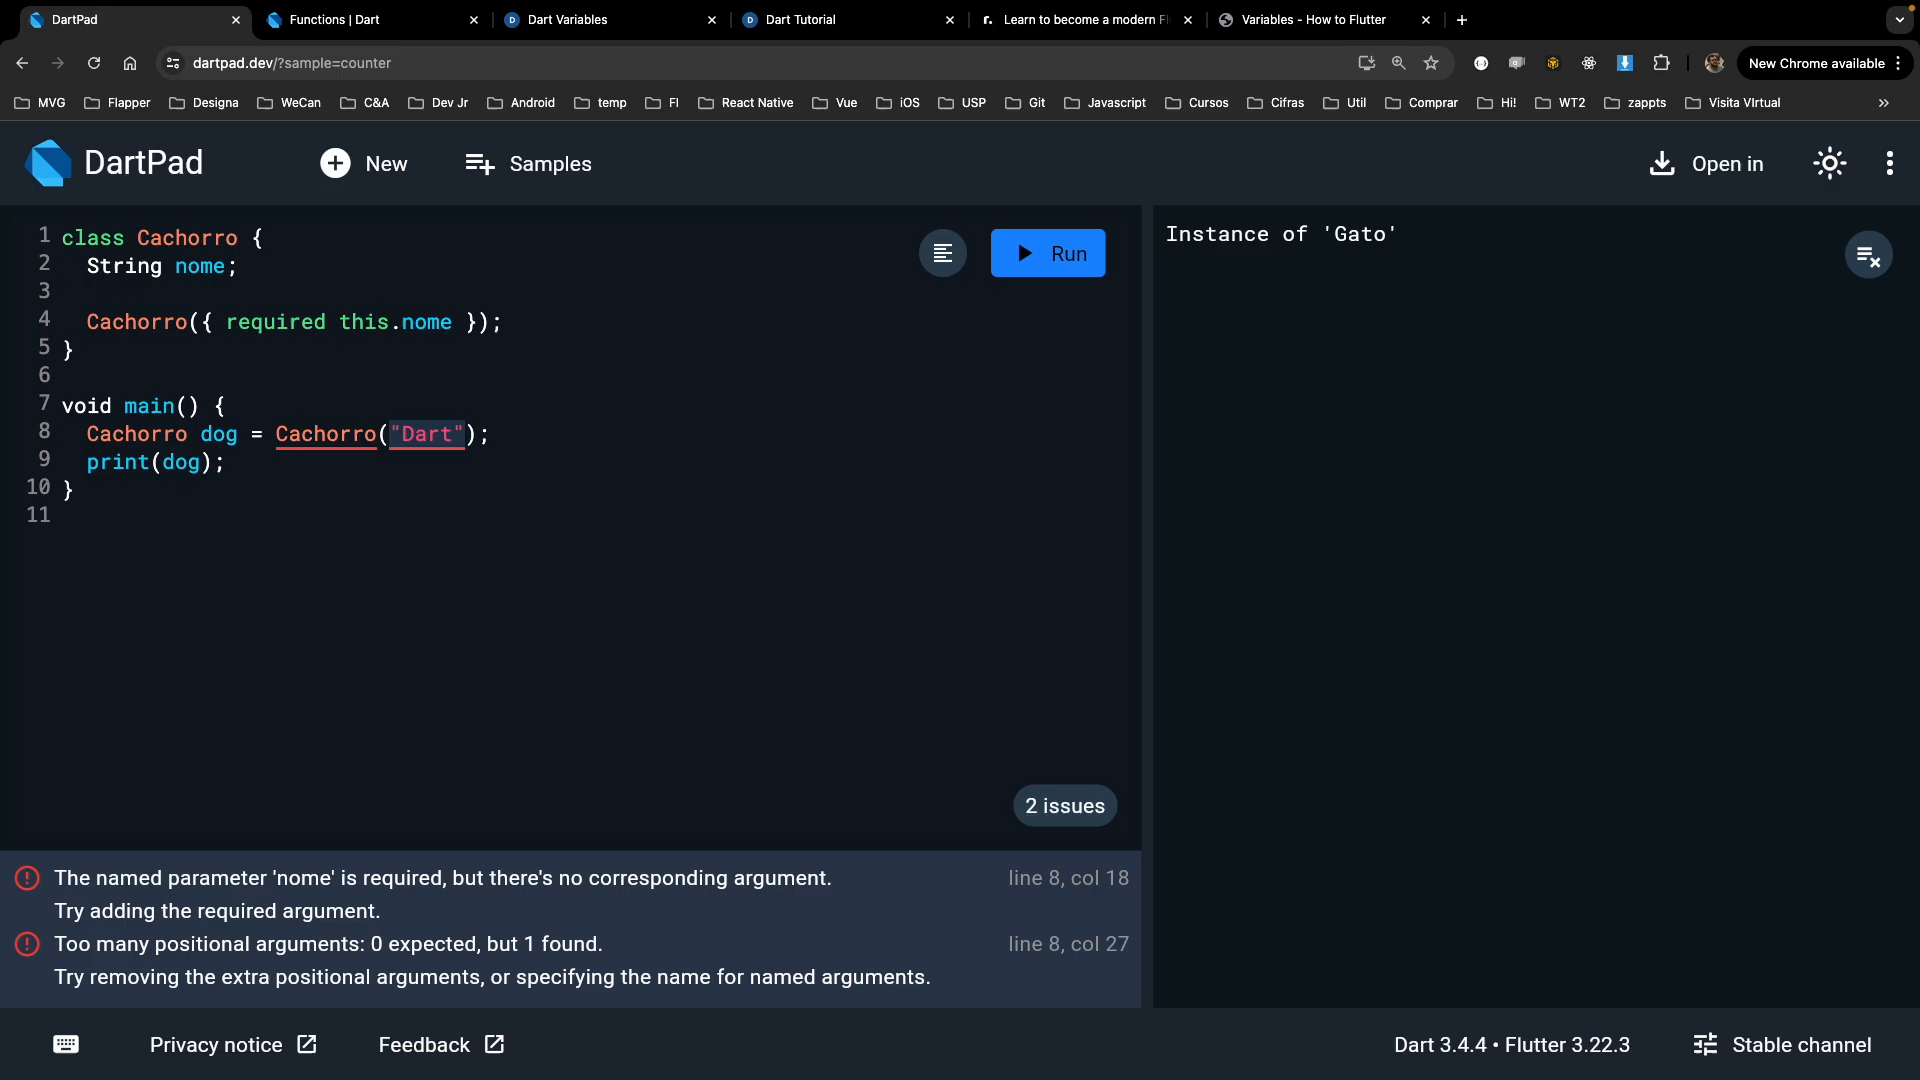 DartPad
Functions | Dart
Dart Variables
Dart Tutorial
Learn to become a modern Fl
Variables - How to Flutter
dartpad.dev/?sample=counter
New Chrome available
MVG
Flapper
Designa
WeCan
C&A
Dev Jr
Android
temp
FI
React Native
Vue
iOS
USP
Git
Javascript
Cursos
Cifras
Util
Comprar
Hi!
WT2
zappts
Visita VIrtual
DartPad
New
Samples
Open in
1 class Cachorro {
2 String nome;
3
4 Cachorro({ required this.nome });
5 }
6
7 void main() {
8 Cachorro dog = Cachorro("Dart");
9 print(dog);
10 }
11
Run
Instance of 'Gato'
2 issues
The named parameter 'nome' is required, but there's no corresponding argument. line 8, col 18
Try adding the required argument.
Too many positional arguments: 0 expected, but 1 found. line 8, col 27
Try removing the extra positional arguments, or specifying the name for named arguments.
Privacy notice
Feedback
Dart 3.4.4 • Flutter 3.22.3
Stable channel